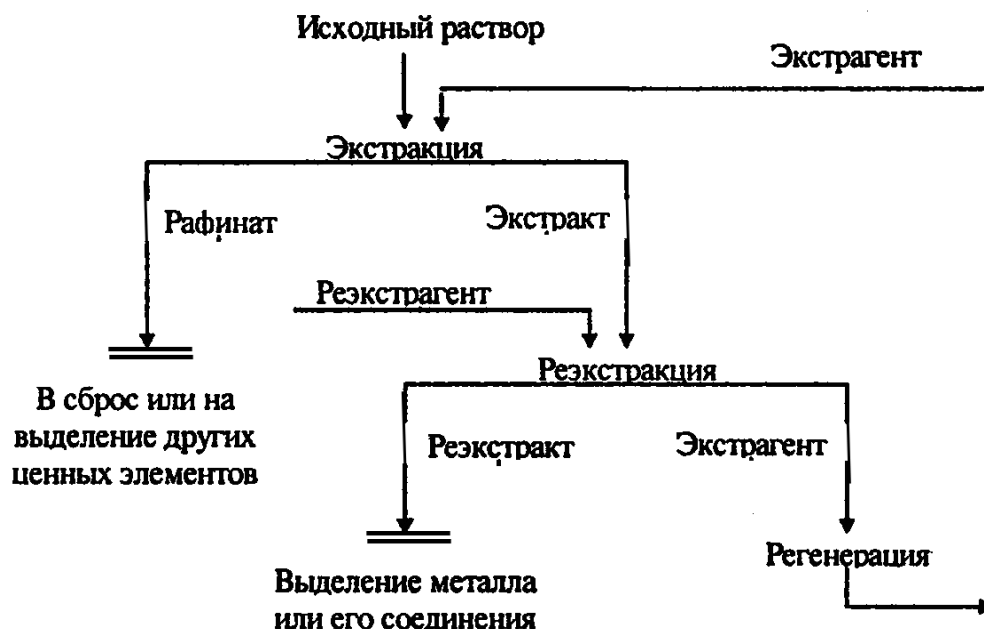 Исходный раствор
Экстрагент
Экстракция
Рафинат
Экстракт
Реэкстрагент
Реэкстракция
В сброс или на
выделение других
ценных элементов
Реэкстракт
Экстрагент
Регенерация
Выделение металла
или его соединения